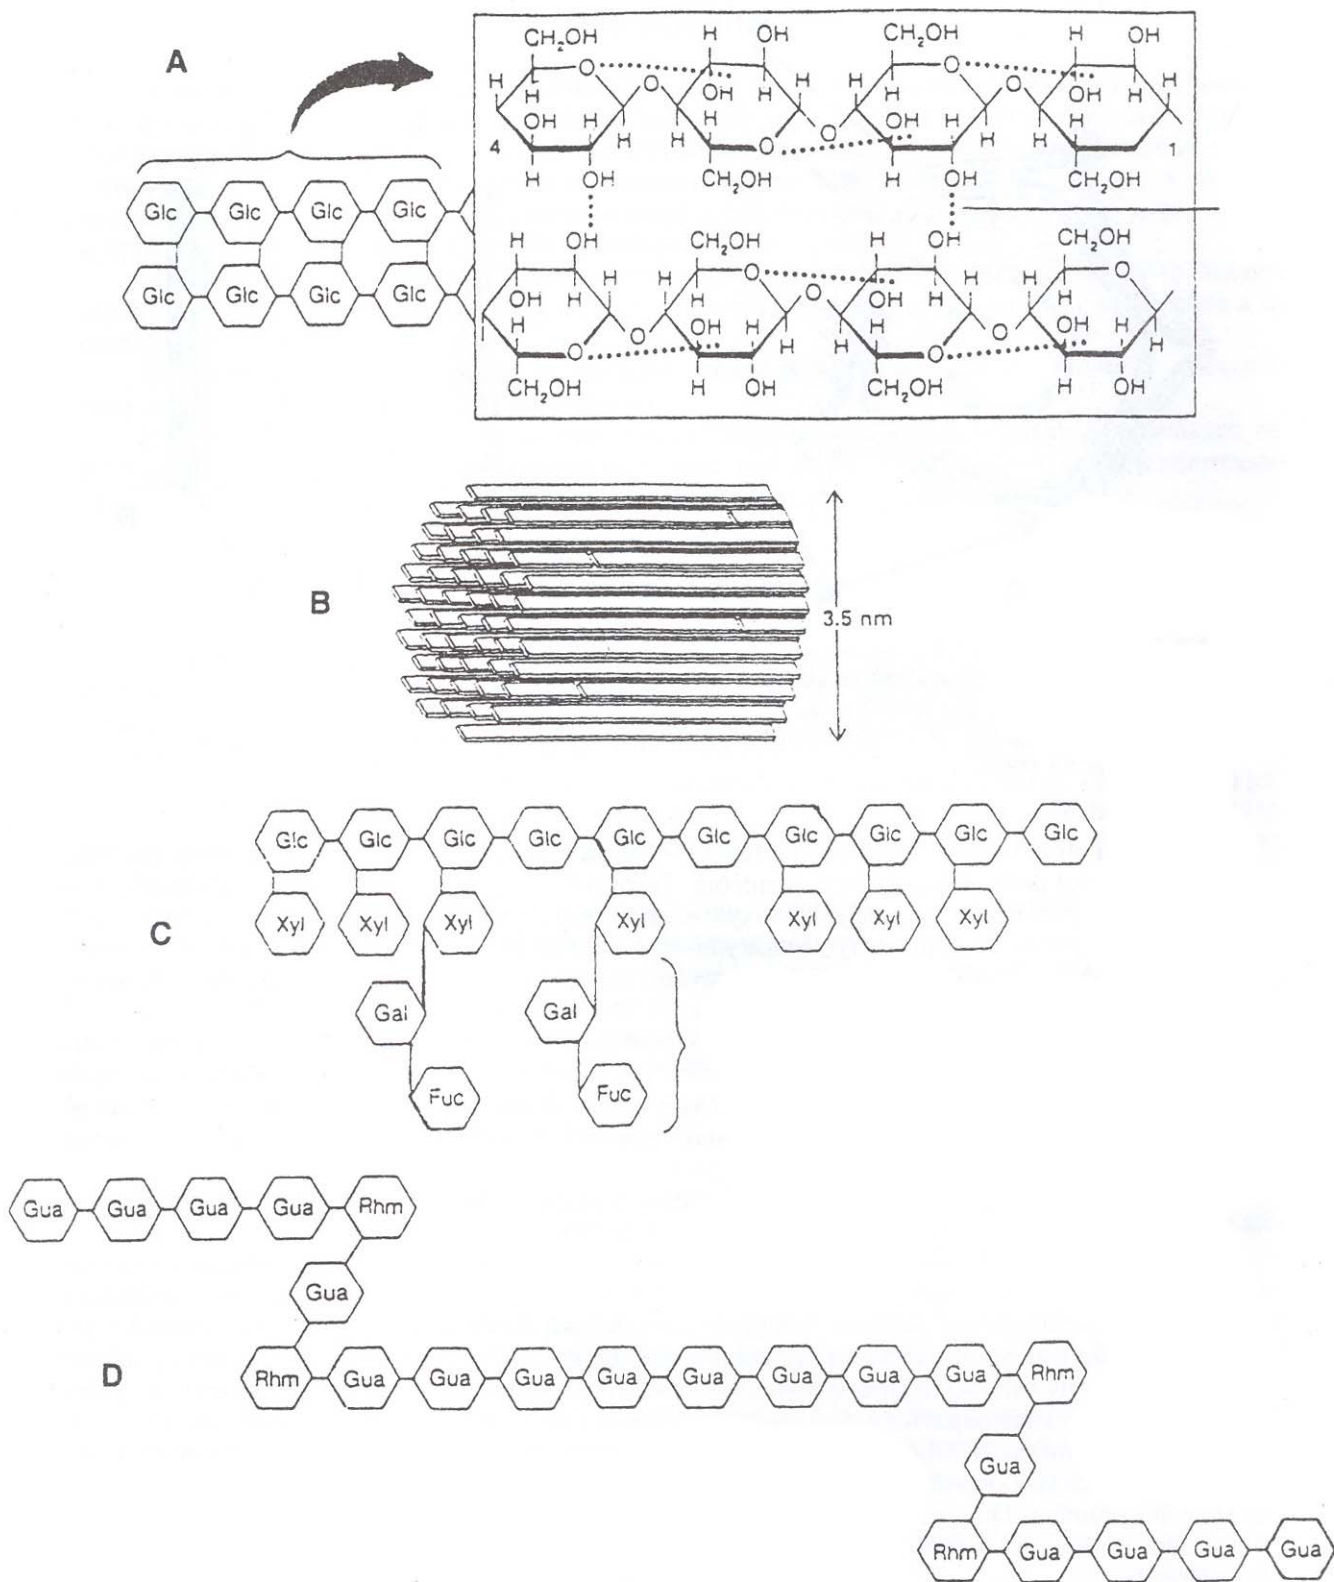 A
CH₂OH H OH CH₂OH H OH
O O H O O H
H H OH H H OH H H
OH H H H OH H H H
4 H O O H O 1
H OH CH₂OH H OH CH₂OH
Glc Glc Glc Glc
H OH CH₂OH H OH CH₂OH
Glc Glc Glc Glc
H H O O H H O
OH H H OH H H
H OH H OH H
O O H O O H
CH₂OH H OH CH₂OH H OH
B
3.5 nm
Glc Glc Glc Glc Glc Glc Glc Glc Glc Glc
C
Xyl Xyl Xyl Xyl Xyl Xyl Xyl
Gal Gal
Fuc Fuc
Gua Gua Gua Gua Rhm
Gua
D
Rhm Gua Gua Gua Gua Gua Gua Gua Gua Rhm
Gua
Rhm Gua Gua Gua Gua